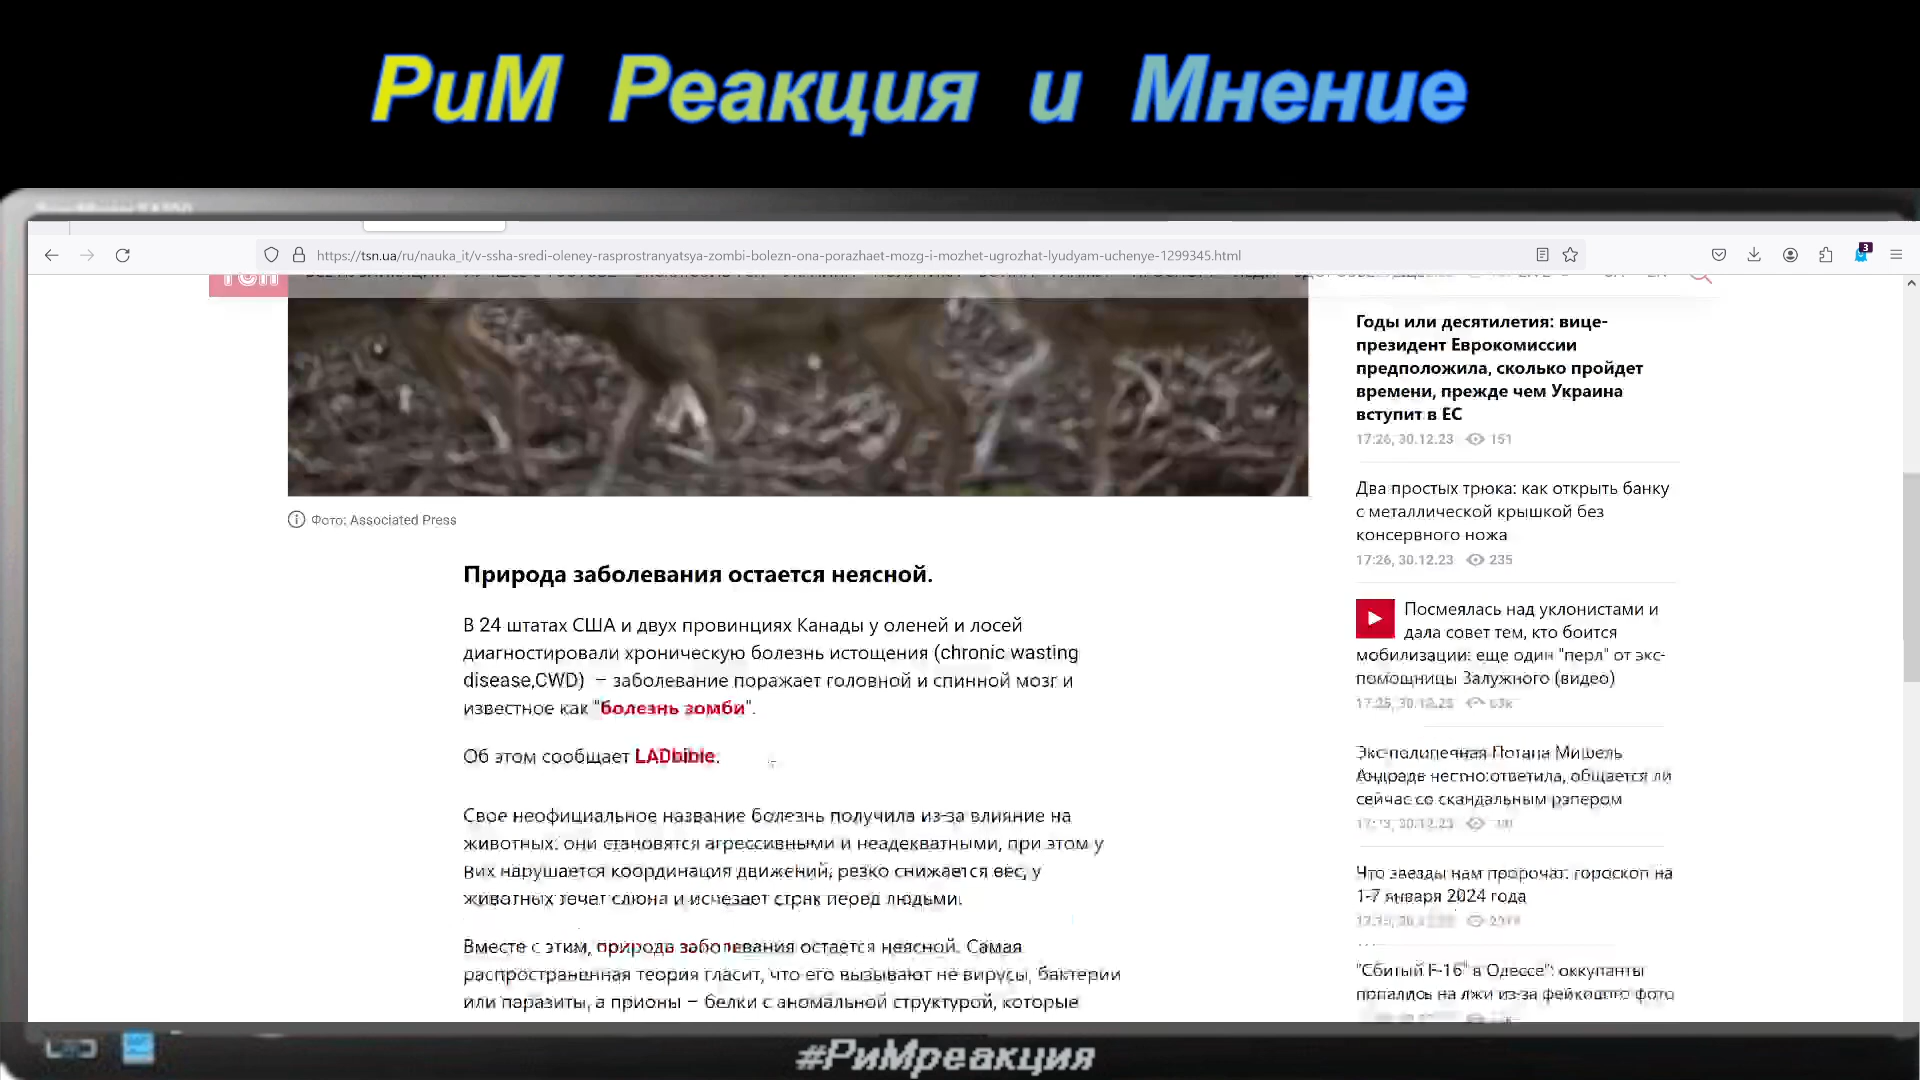 РиМ Реакция и Мнение
https://tsn.ua/ru/nauka_it/v-ssha-sredi-oleney-rasprostranyatsya-zombi-bolezn-ona-porazhaet-mozg-i-mozhet-ugrozhat-lyudyam-uchenye-1299345.html
3
Фото: Associated Press
Природа заболевания остается неясной.
В 24 штатах США и двух провинциях Канады у оленей и лосей
диагностировали хроническую болезнь истощения (chronic wasting
disease,CWD) – заболевание поражает головной и спинной мозг и
известное как "болезнь зомби".
Об этом сообщает LADbible.
Свое неофициальное название болезнь получила из-за влияние на
животных: они становятся агрессивными и неадекватными, при этом у
них нарушается координация движений, резко снижается вес, у
животных течет слюна и исчезает страх перед людьми.
Вместе с этим, природа заболевания остается неясной. Самая
распространенная теория гласит, что его вызывают не вирусы, бактерии
или паразиты, а прионы – белки с аномальной структурой, которые
Годы или десятилетия: вице-
президент Еврокомиссии
предположила, сколько пройдет
времени, прежде чем Украина
вступит в ЕС
17:26, 30.12.23 151
Два простых трюка: как открыть банку
с металлической крышкой без
консервного ножа
17:26, 30.12.23 235
Посмеялась над уклонистами и
дала совет тем, кто боится
мобилизации: еще один "перл" от экс-
помощницы Залужного (видео)
17:25, 30.12.23
Экс-полицейская Потапа Мишель
Андраде честно ответила, общается ли
сейчас со скандальным рэпером
30.12.23
Что звезды нам пророчат: гороскоп на
1-7 января 2024 года
"Сбитый F-16" в Одессе": оккупанты
попались на лжи из-за фейкового фото
#РиМреакция